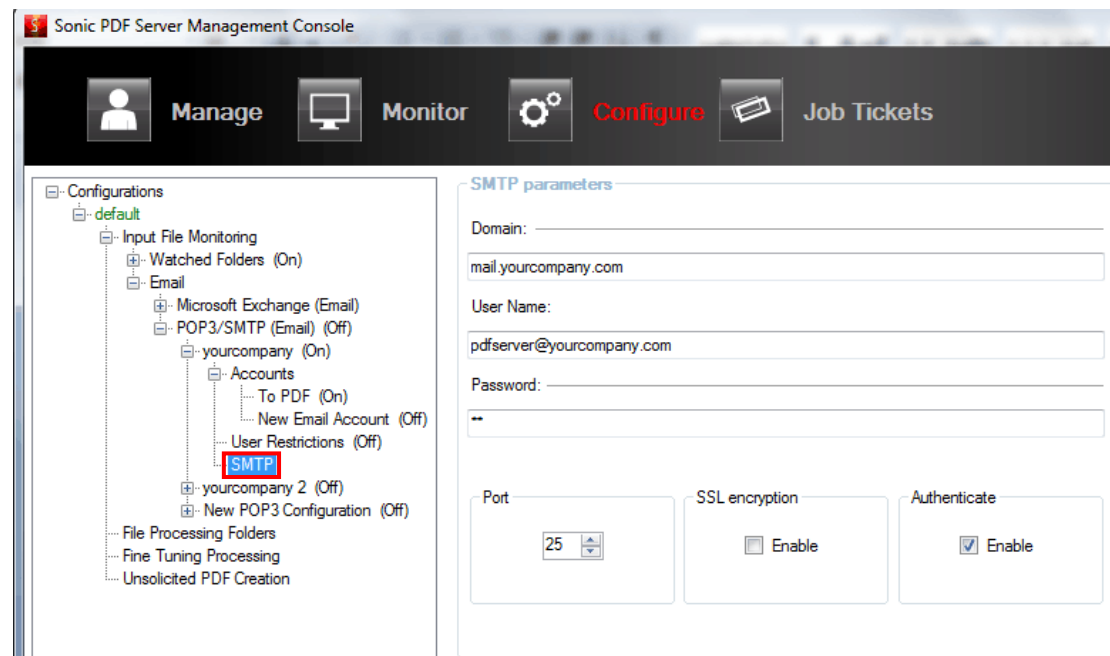 Sonic PDF Server Management Console
Manage Monitor Configure Job Tickets
Configurations
default
Input File Monitoring
Watched Folders (On)
Email
Microsoft Exchange (Email)
POP3/SMTP (Email) (Off)
yourcompany (On)
Accounts
To PDF (On)
New Email Account (Off)
User Restrictions (Off)
SMTP
yourcompany 2 (Off)
New POP3 Configuration (Off)
File Processing Folders
Fine Tuning Processing
Unsolicited PDF Creation
SMTP parameters
Domain:
mail.yourcompany.com
User Name:
pdfserver@yourcompany.com
Password:
**
Port
25
SSL encryption
Enable
Authenticate
Enable